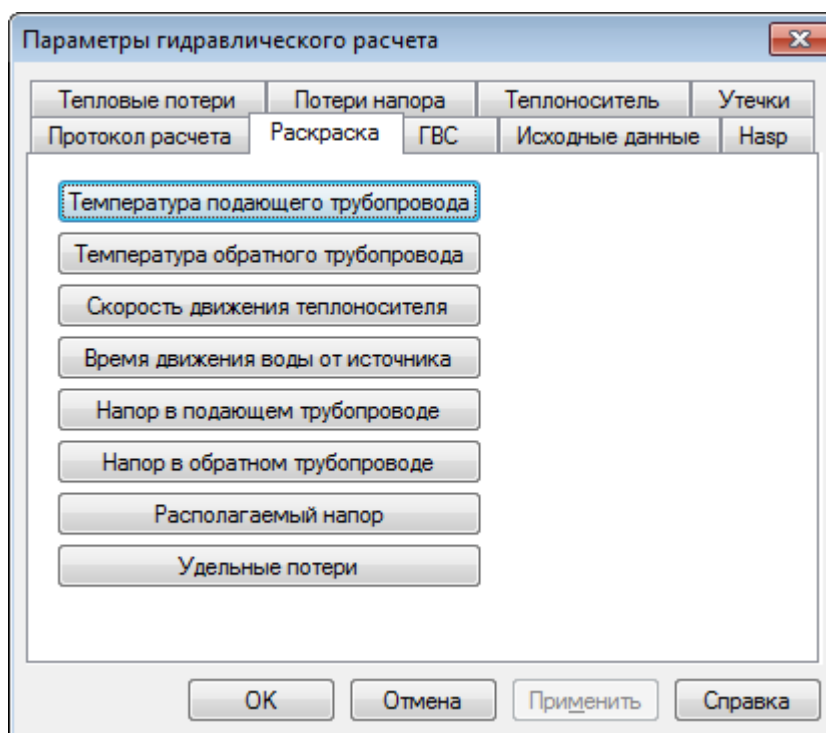 Параметры гидравлического расчета
Тепловые потери Потери напора Теплоноситель Утечки
Протокол расчета Раскраска ГВС Исходные данные Hasp
Температура подающего трубопровода
Температура обратного трубопровода
Скорость движения теплоносителя
Время движения воды от источника
Напор в подающем трубопроводе
Напор в обратном трубопроводе
Располагаемый напор
Удельные потери
OK Отмена Применить Справка